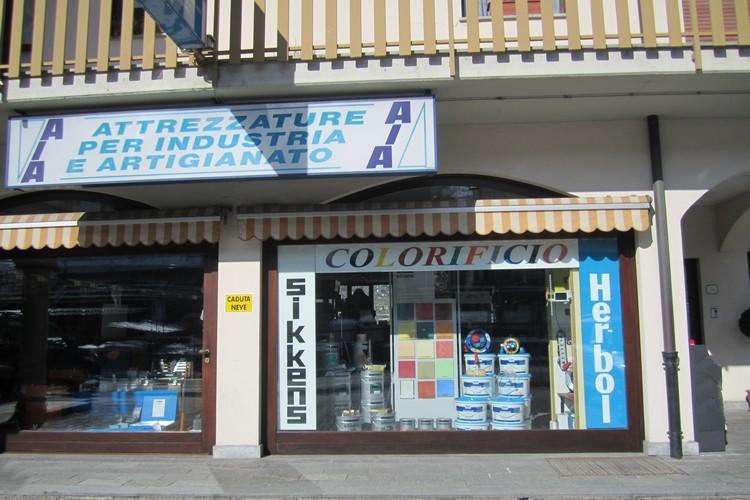 AIA
ATTREZZATURE
PER INDUSTRIA
E ARTIGIANATO
AIA
COLORIFICIO
Sikkens
Herbol
CADUTA
NEVE